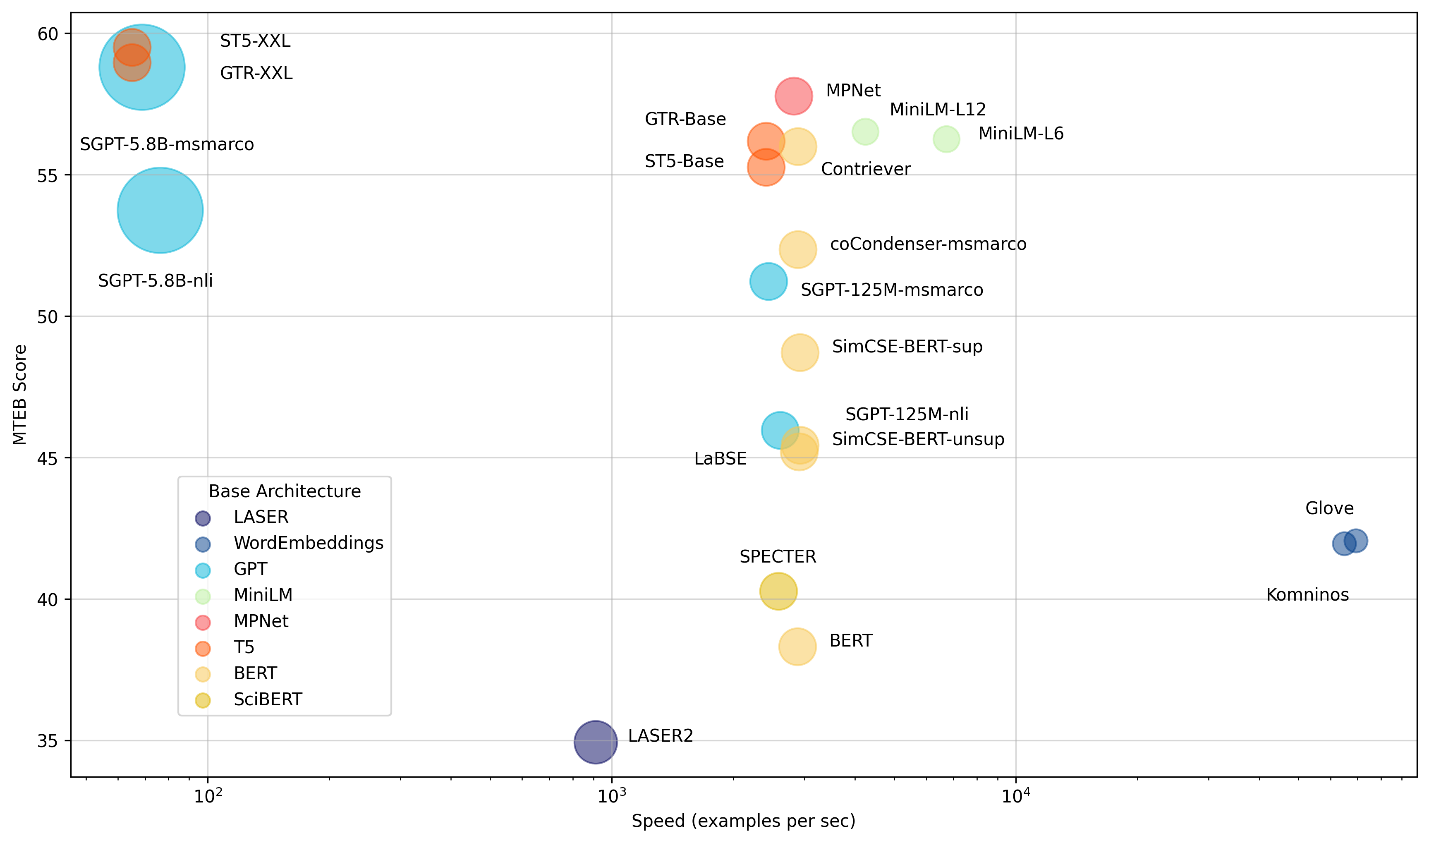 60
55
50
45
40
35
MTEB Score
ST5-XXL
GTR-XXL
SGPT-5.8B-msmarco
SGPT-5.8B-nli
MPNet
MiniLM-L12
GTR-Base
MiniLM-L6
ST5-Base
Contriever
coCondenser-msmarco
SGPT-125M-msmarco
SimCSE-BERT-sup
SGPT-125M-nli
SimCSE-BERT-unsup
LaBSE
Glove
SPECTER
Komninos
BERT
LASER2
Base Architecture
LASER
WordEmbeddings
GPT
MiniLM
MPNet
T5
BERT
SciBERT
10²
10³
10⁴
Speed (examples per sec)